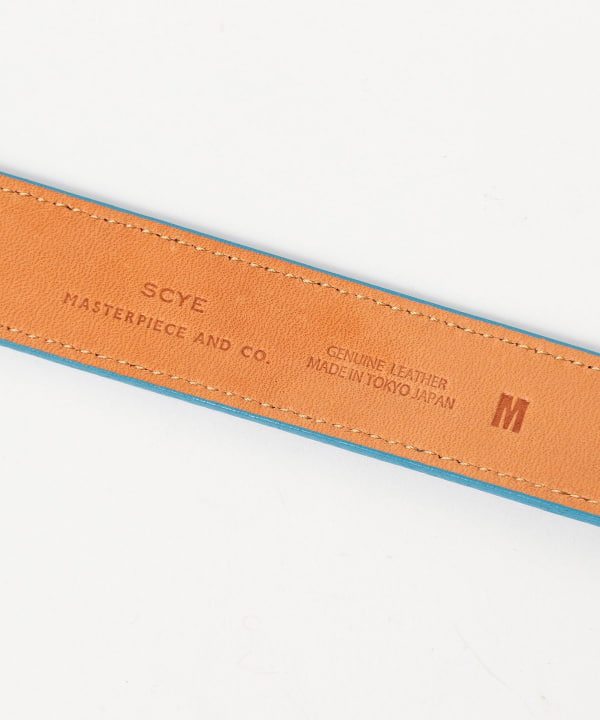 SCYE
MASTERPIECE AND CO.
GENUINE LEATHER
MADE IN TOKYO JAPAN
M